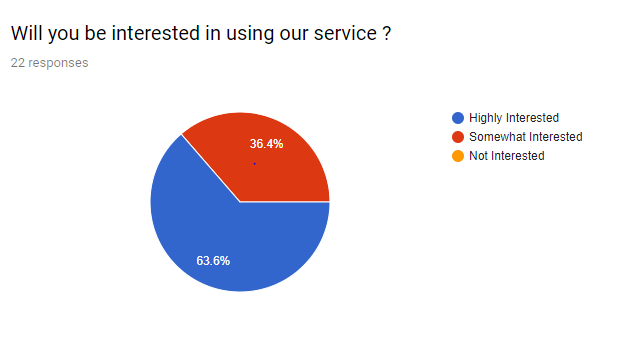 Will you be interested in using our service ?
22 responses
36.4%
63.6%
Highly Interested
Somewhat Interested
Not Interested